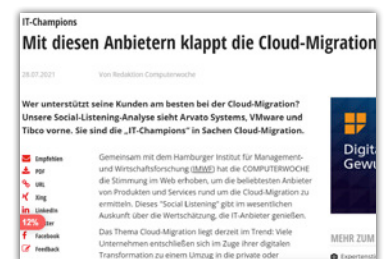 IT-Champions
Mit diesen Anbietern klappt die Cloud-Migration
28.07.2021 Von Redaktion Computerwoche
Wer unterstützt seine Kunden am besten bei der Cloud-Migration?
Unsere Social-Listening-Analyse sieht Arvato Systems, VMware und
Tibco vorne. Sie sind die „IT-Champions" in Sachen Cloud-Migration.
Empfehlen
PDF
URL
Xing
LinkedIn
12%
Facebook
Feedback
Gemeinsam mit dem Hamburger Institut für Management-
und Wirtschaftsforschung (IMWF) hat die COMPUTERWOCHE
die Stimmung im Web erhoben, um die beliebtesten Anbieter
von Produkten und Services rund um die Cloud-Migration zu
ermitteln. Dieses "Social Listening" gibt im wesentlichen
Auskunft über die Wertschätzung, die IT-Anbieter genießen.
Das Thema Cloud-Migration liegt derzeit im Trend: Viele
Unternehmen entschließen sich im Zuge ihrer digitalen
Transformation zu einem Umzug in die private oder
Digit
Gewu
MEHR ZUM